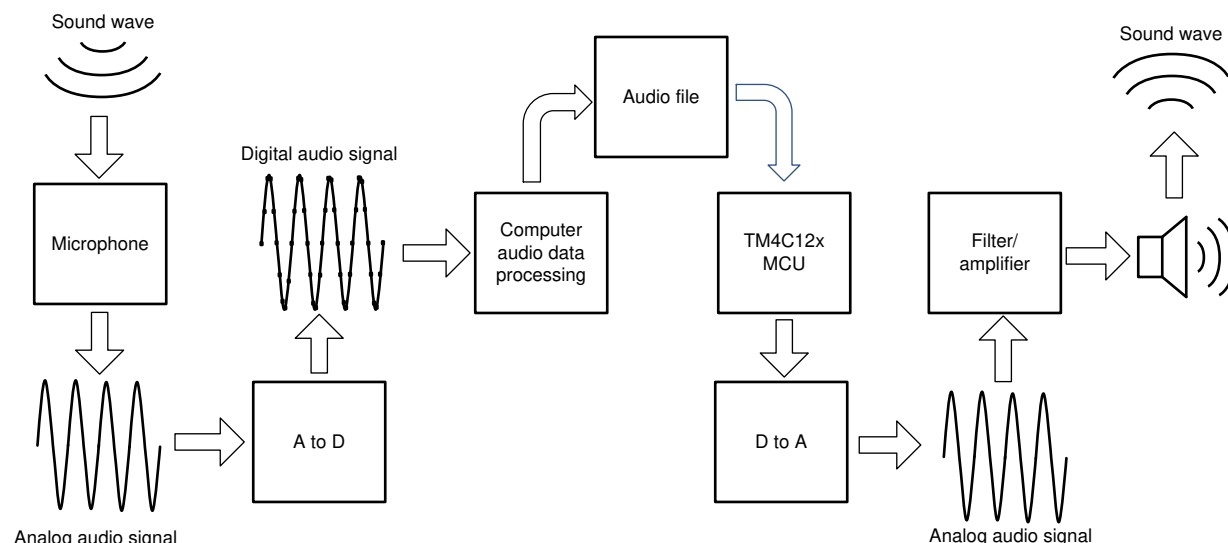 Sound wave
Microphone
Analog audio signal
A to D
Digital audio signal
Computer
audio data
processing
Audio file
TM4C12x
MCU
D to A
Analog audio signal
Filter/
amplifier
Sound wave